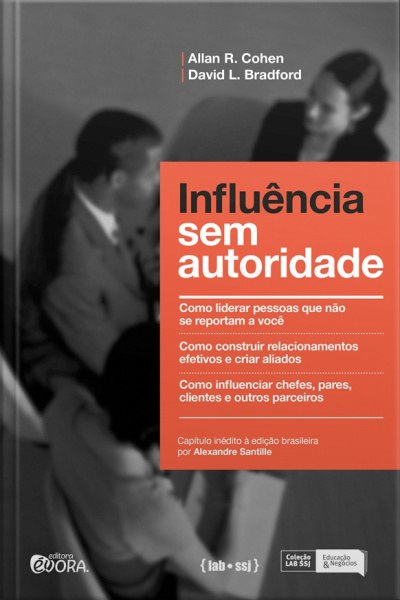 Allan R. Cohen
David L. Bradford
Influência
sem
autoridade
Como liderar pessoas que não
se reportam a você
Como construir relacionamentos
efetivos e criar aliados
Como influenciar chefes, pares,
clientes e outros parceiros
Capítulo inédito à edição brasileira
por Alexandre Santille
editora
ÉVORA.
{lab•ssj}
Coleção
LAB SSJ
Educação
& Negócios